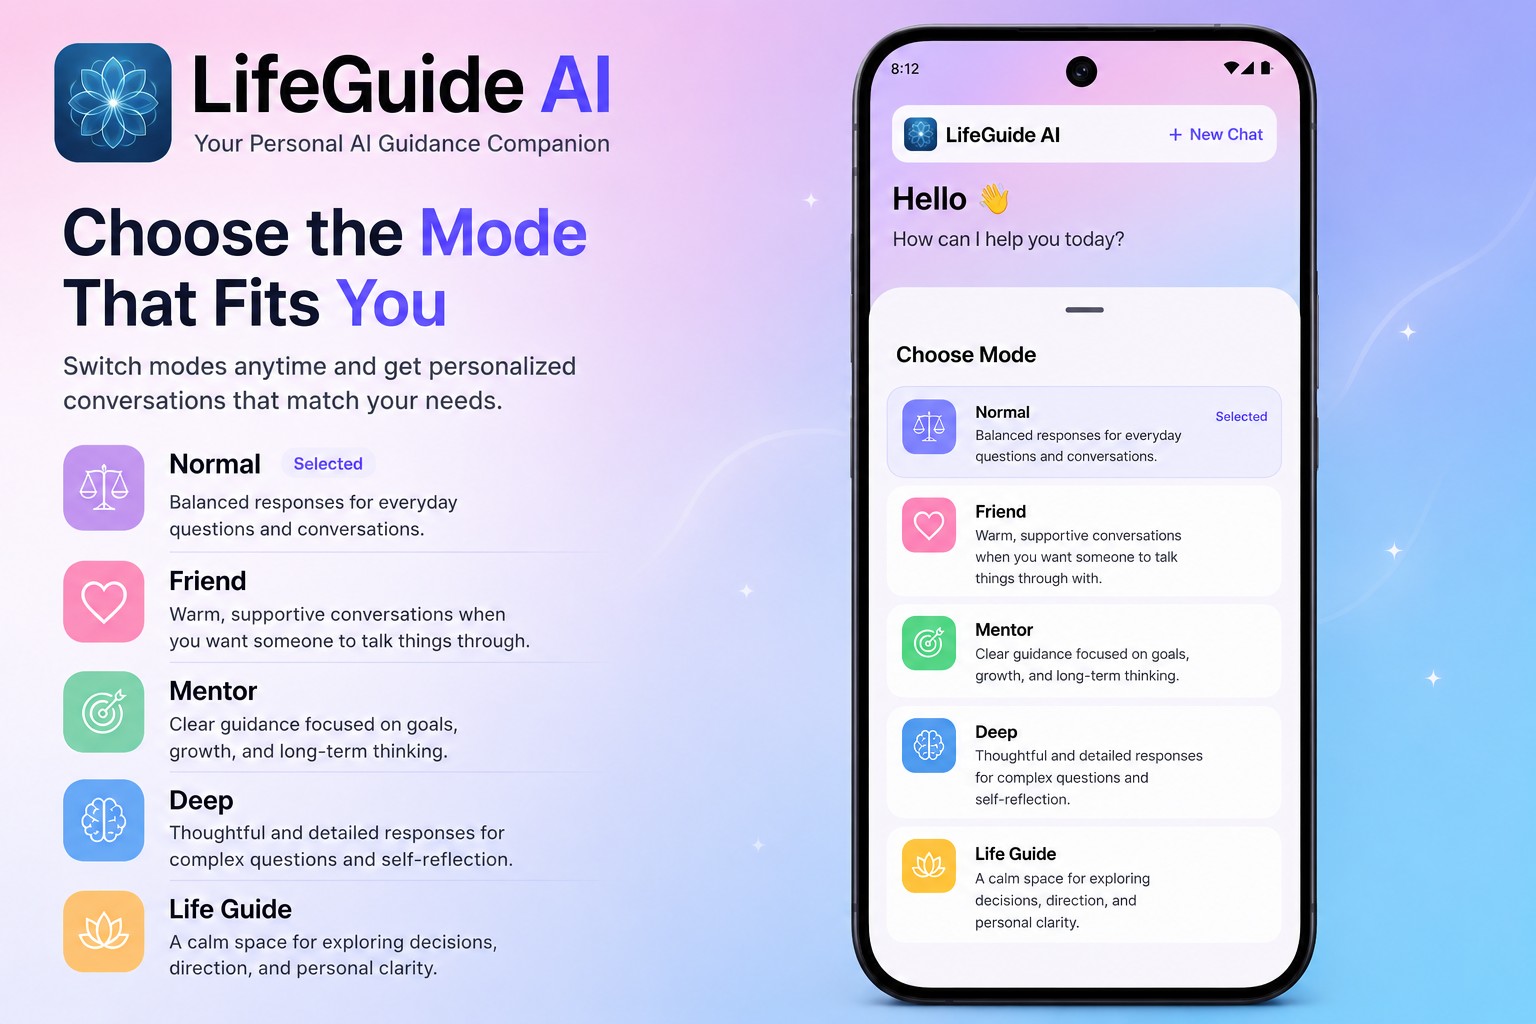 LifeGuide AI
Your Personal AI Guidance Companion
Choose the Mode
That Fits You
Switch modes anytime and get personalized
conversations that match your needs.
Normal Selected
Balanced responses for everyday
questions and conversations.
Friend
Warm, supportive conversations when
you want someone to talk things through.
Mentor
Clear guidance focused on goals,
growth, and long-term thinking.
Deep
Thoughtful and detailed responses for
complex questions and self-reflection.
Life Guide
A calm space for exploring decisions,
direction, and personal clarity.
8:12
LifeGuide AI + New Chat
Hello 👋
How can I help you today?
Choose Mode
Normal Selected
Balanced responses for everyday
questions and conversations.
Friend
Warm, supportive conversations
when you want someone to talk
things through with.
Mentor
Clear guidance focused on goals,
growth, and long-term thinking.
Deep
Thoughtful and detailed responses
for complex questions and
self-reflection.
Life Guide
A calm space for exploring
decisions, direction, and
personal clarity.